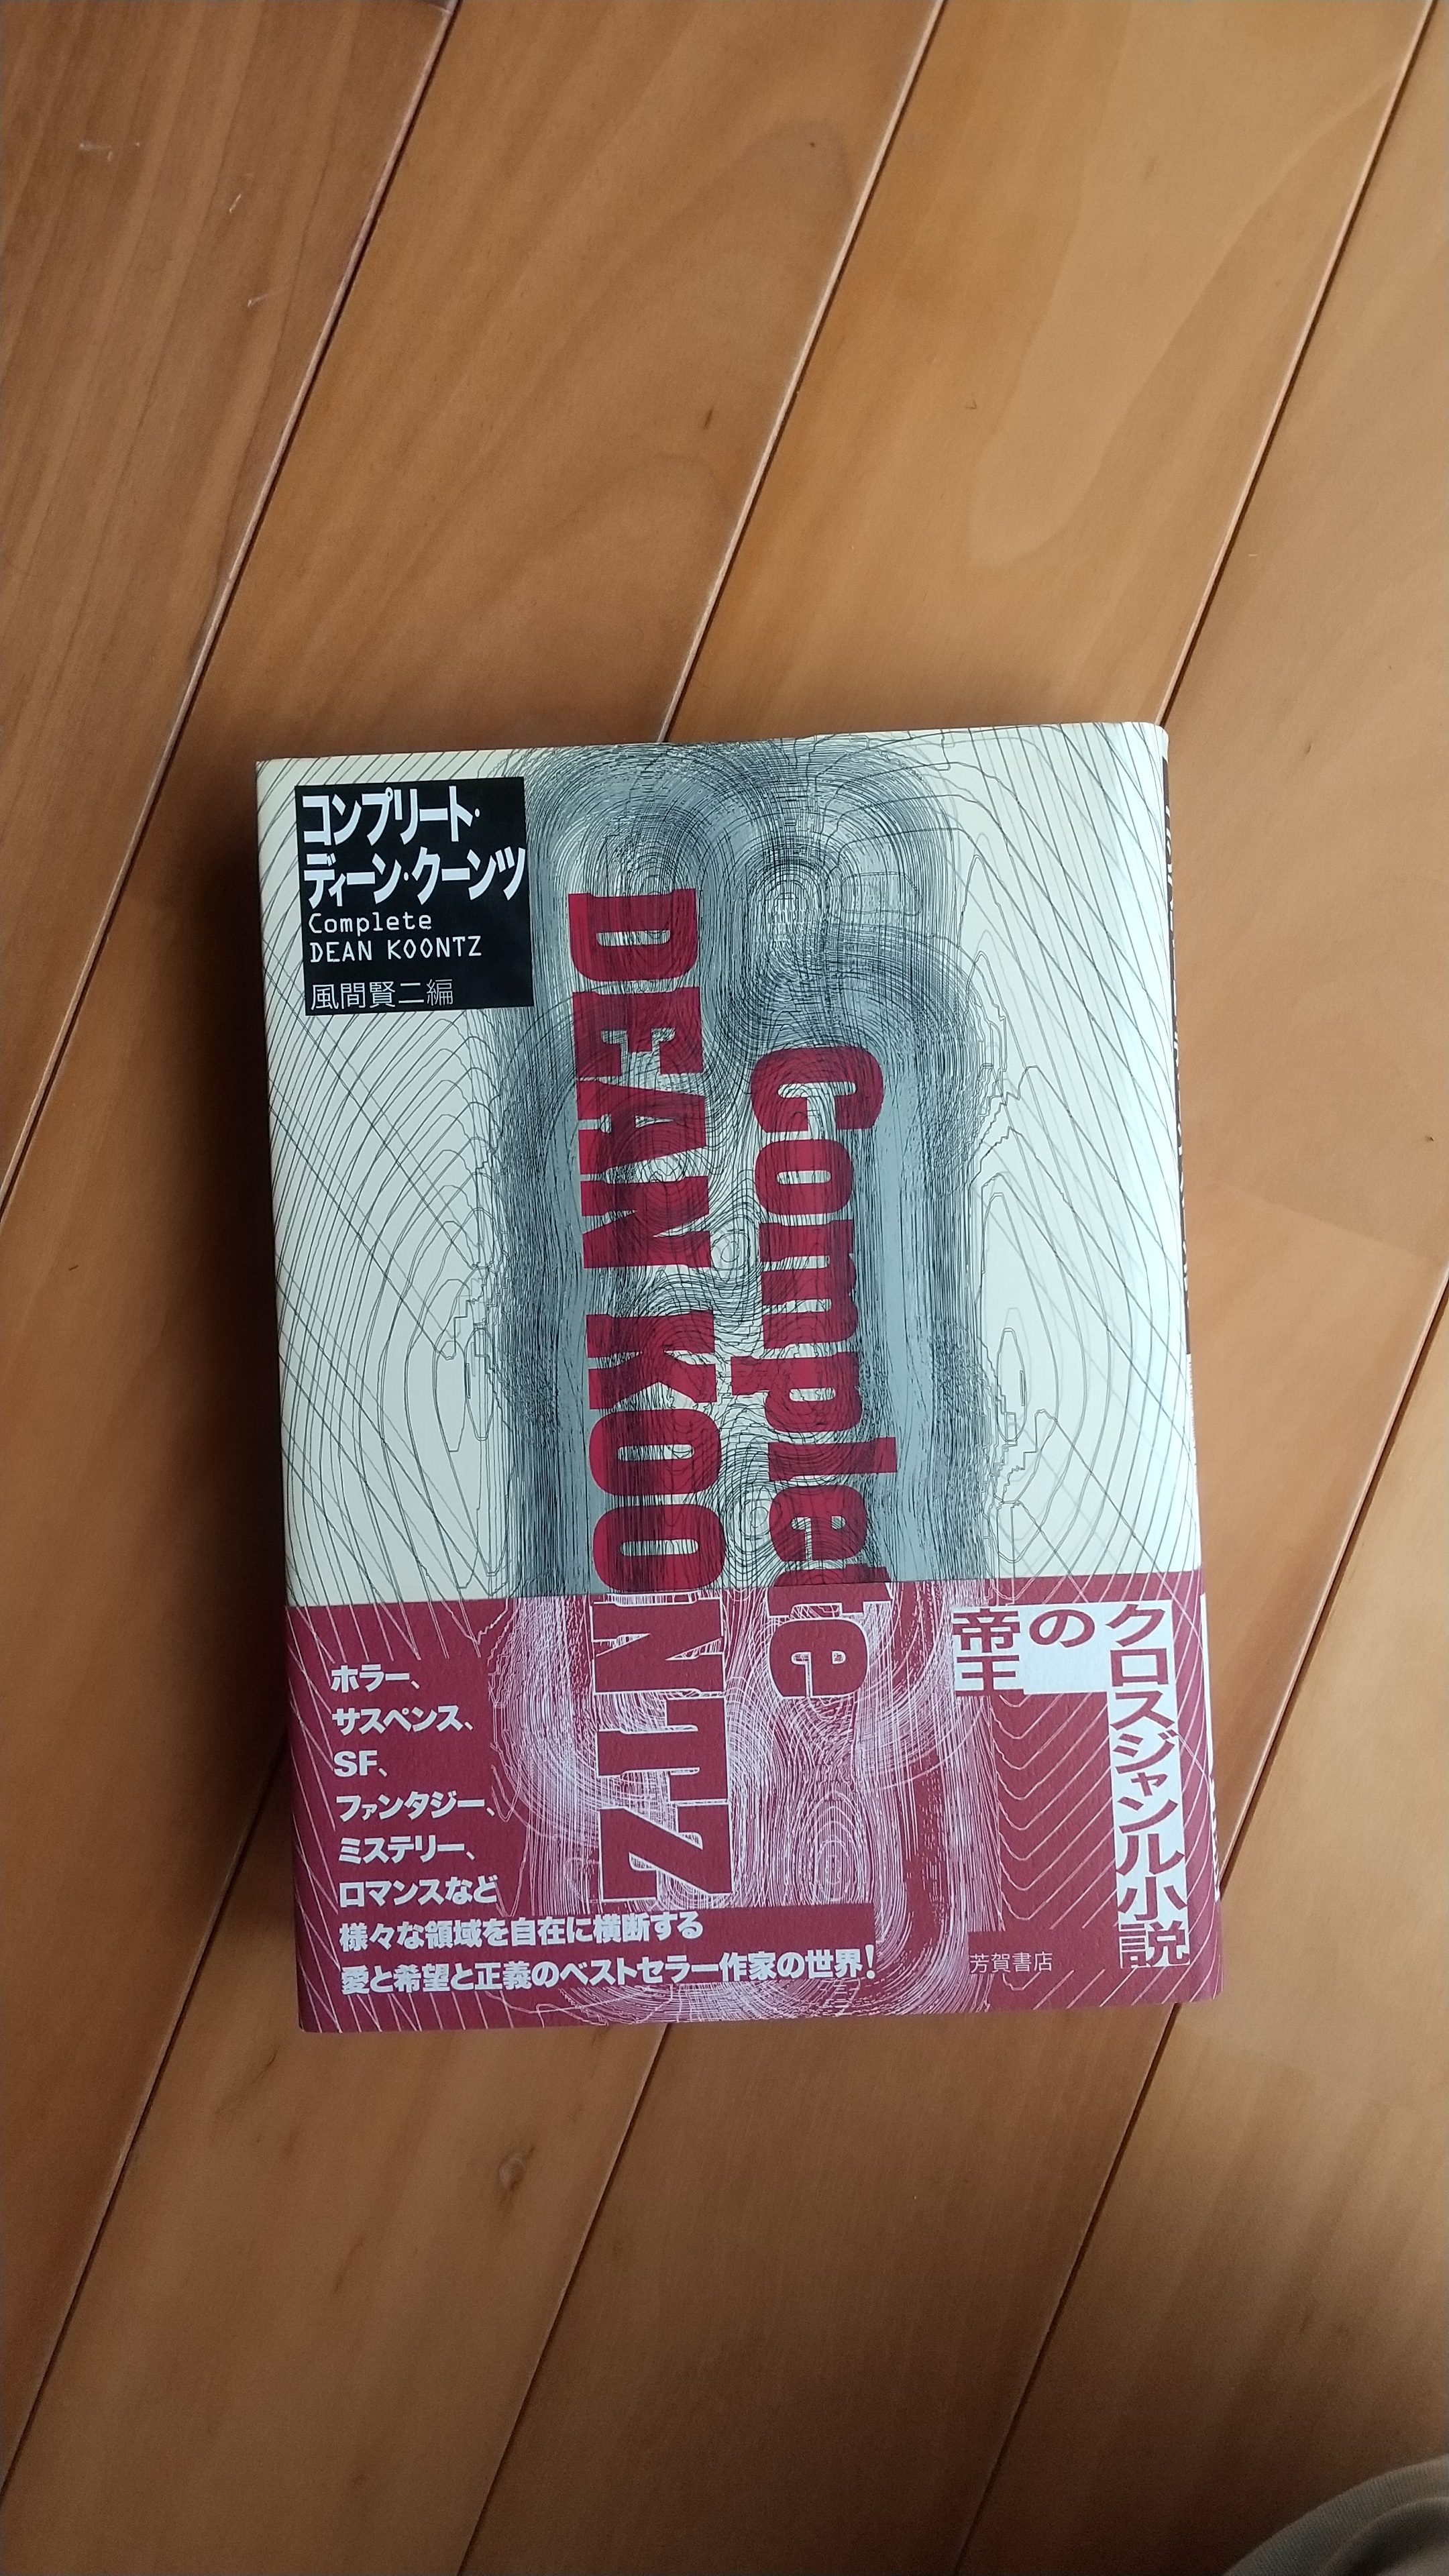 コンプリート・
ディーン・クーンツ
Complete
DEAN KOONTZ
風間賢二編
Complete
DEAN KOONTZ
クロスジャンル小説
の
帝王
ホラー、
サスペンス、
SF、
ファンタジー、
ミステリー、
ロマンスなど
様々な領域を自在に横断する
愛と希望と正義のベストセラー作家の世界!
芳賀書店